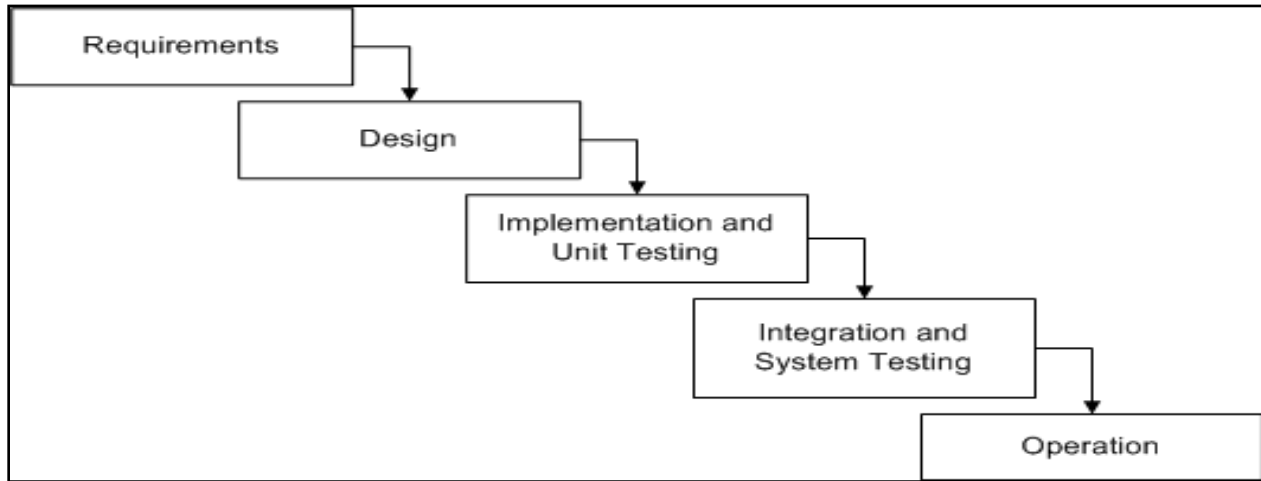 Requirements
Design
Implementation and
Unit Testing
Integration and
System Testing
Operation